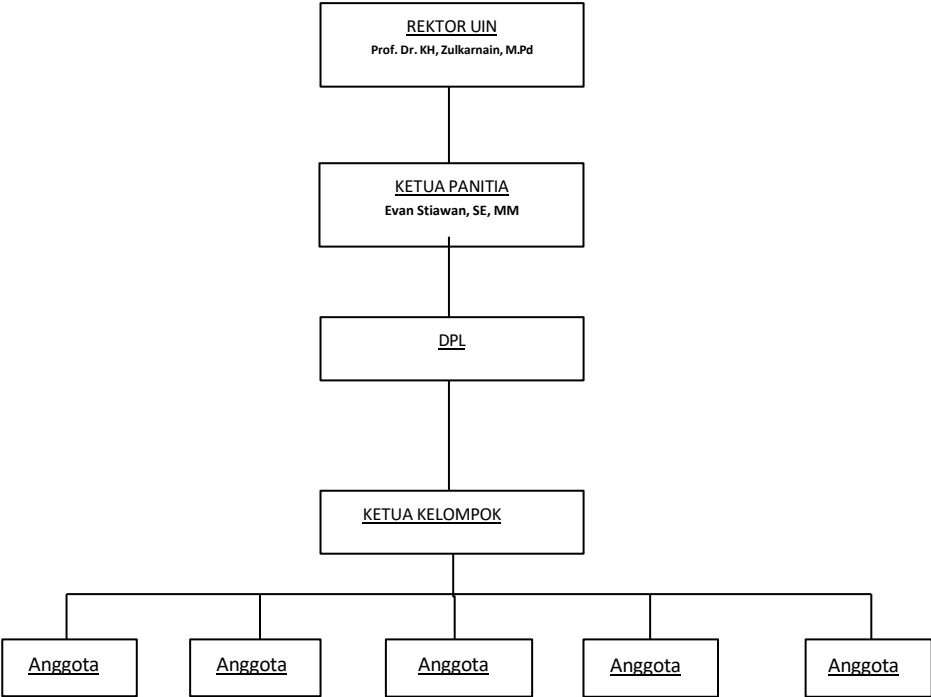 REKTOR UIN
Prof. Dr. KH, Zulkarnain, M.Pd
KETUA PANITIA
Evan Stiawan, SE, MM
DPL
KETUA KELOMPOK
Anggota
Anggota
Anggota
Anggota
Anggota